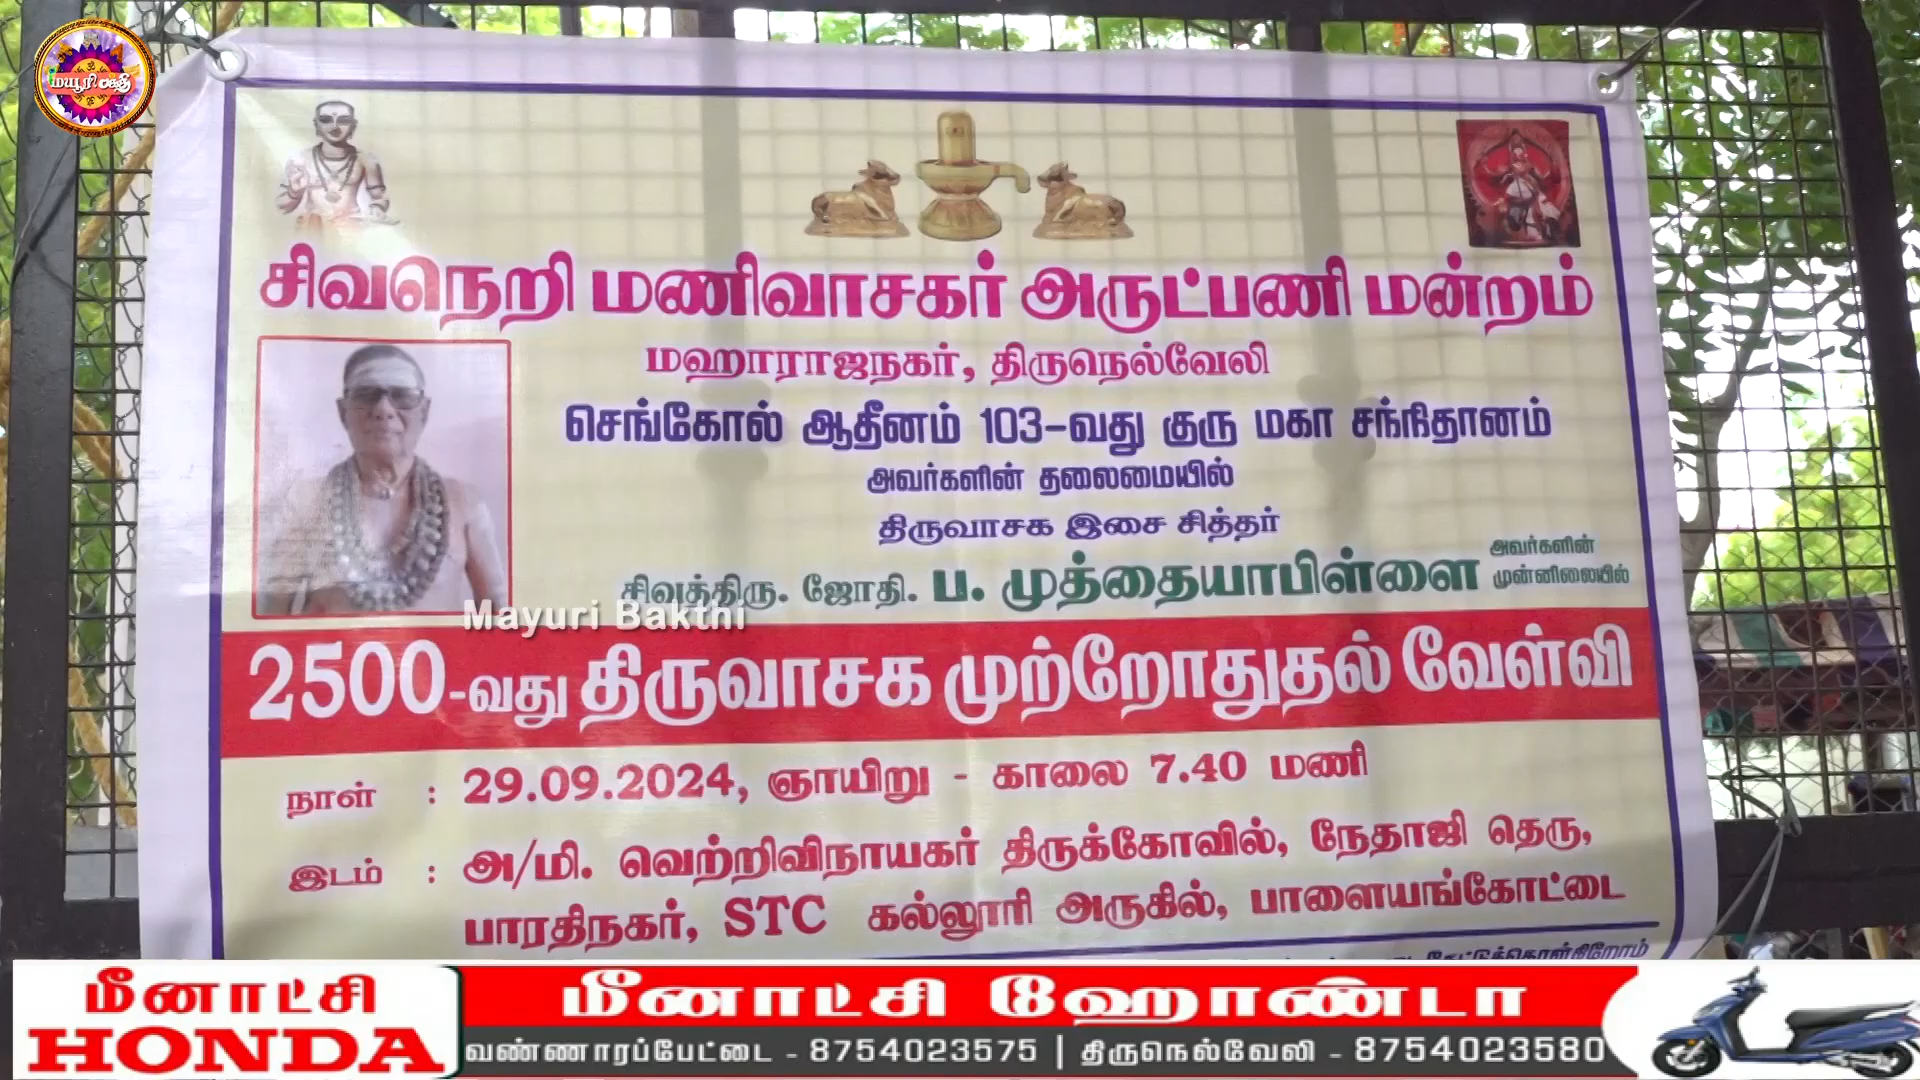 மயூரி பக்தி
சிவநெறி மணிவாசகர் அருட்பணி மன்றம்
மஹாராஜநகர், திருநெல்வேலி
செங்கோல் ஆதீனம் 103-வது குரு மகா சந்நிதானம்
அவர்களின் தலைமையில்
திருவாசக இசை சித்தர்
சிவத்திரு. ஜோதி. ப. முத்தையாபிள்ளை அவர்களின் முன்னிலையில்
Mayuri Bakthi
2500-வது திருவாசக முற்றோதுதல் வேள்வி
நாள் : 29.09.2024, ஞாயிறு - காலை 7.40 மணி
இடம் : அ/மி. வெற்றிவிநாயகர் திருக்கோவில், நேதாஜி தெரு,
பாரதிநகர், STC கல்லூரி அருகில், பாளையங்கோட்டை
கேட்டுக்கொள்கிறோம்
மீனாட்சி
HONDA
மீனாட்சி ஹோண்டா
வண்ணாரப்பேட்டை - 8754023575 | திருநெல்வேலி - 8754023580